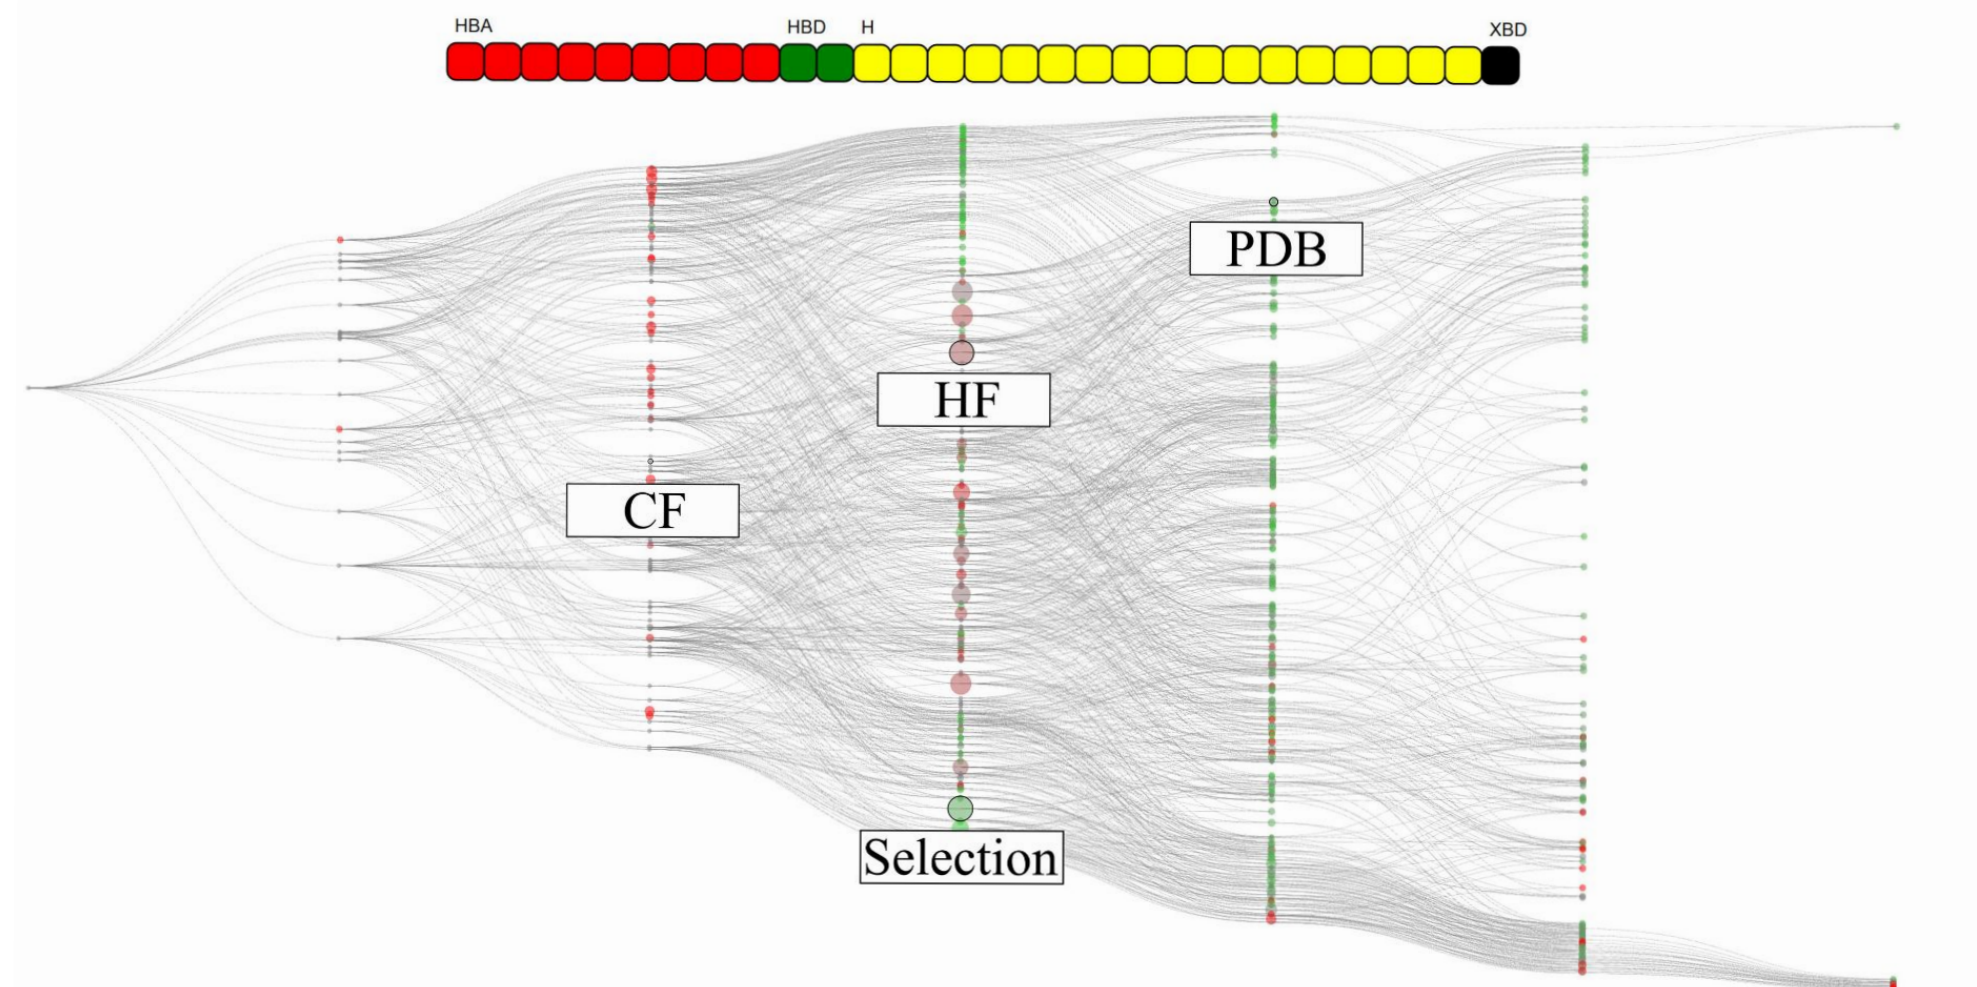 HBA HBD H XBD
PDB
HF
CF
Selection